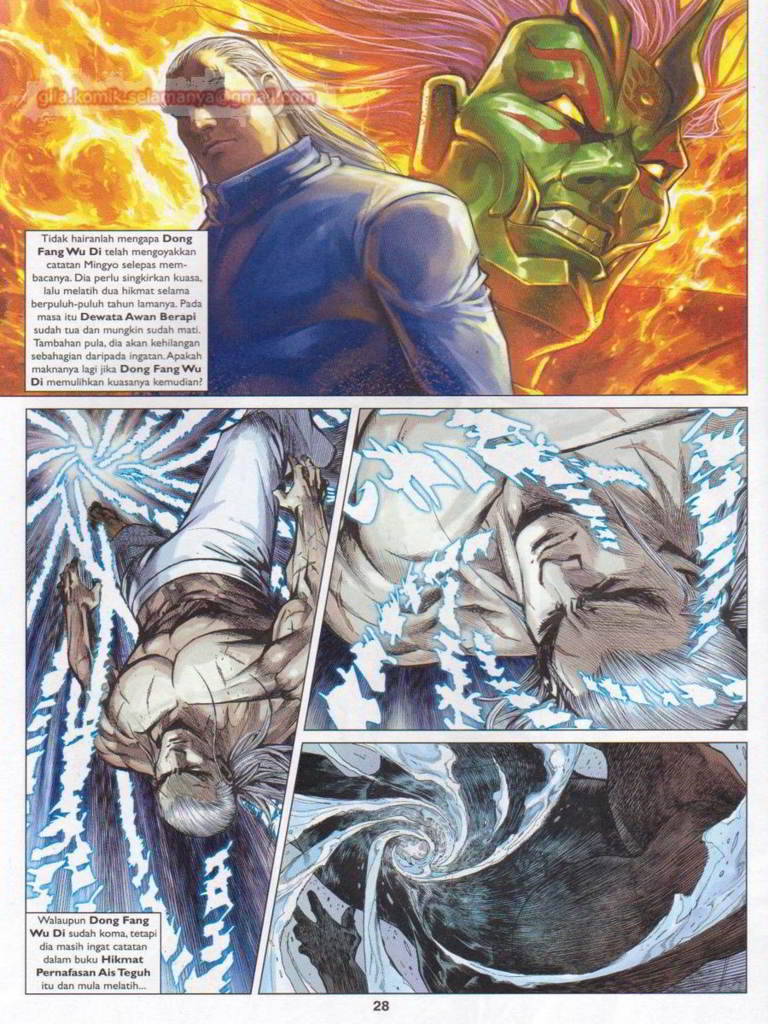 gila.komik.selamanya@gmail.com
Tidak hairanlah mengapa Dong
Fang Wu Di telah mengoyakkan
catatan Mingyo selepas mem-
bacanya. Dia perlu singkirkan kuasa,
lalu melatih dua hikmat selama
berpuluh-puluh tahun lamanya. Pada
masa itu Dewata Awan Berapi
sudah tua dan mungkin sudah mati.
Tambahan pula, dia akan kehilangan
sebahagian daripada ingatan. Apakah
maknanya lagi jika Dong Fang Wu
Di memulihkan kuasanya kemudian?
Walaupun Dong Fang
Wu Di sudah koma, tetapi
dia masih ingat catatan
dalam buku Hikmat
Pernafasan Ais Teguh
itu dan mula melatih...
28